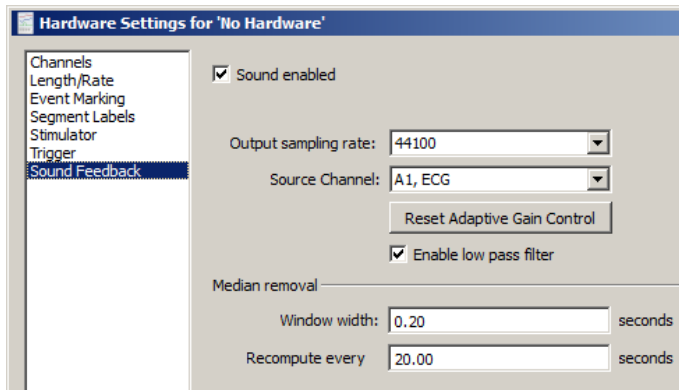 Hardware Settings for 'No Hardware'
Channels
Length/Rate
Event Marking
Segment Labels
Stimulator
Trigger
Sound Feedback
Sound enabled
Output sampling rate: 44100
Source Channel: A1, ECG
Reset Adaptive Gain Control
Enable low pass filter
Median removal
Window width: 0.20 seconds
Recompute every 20.00 seconds